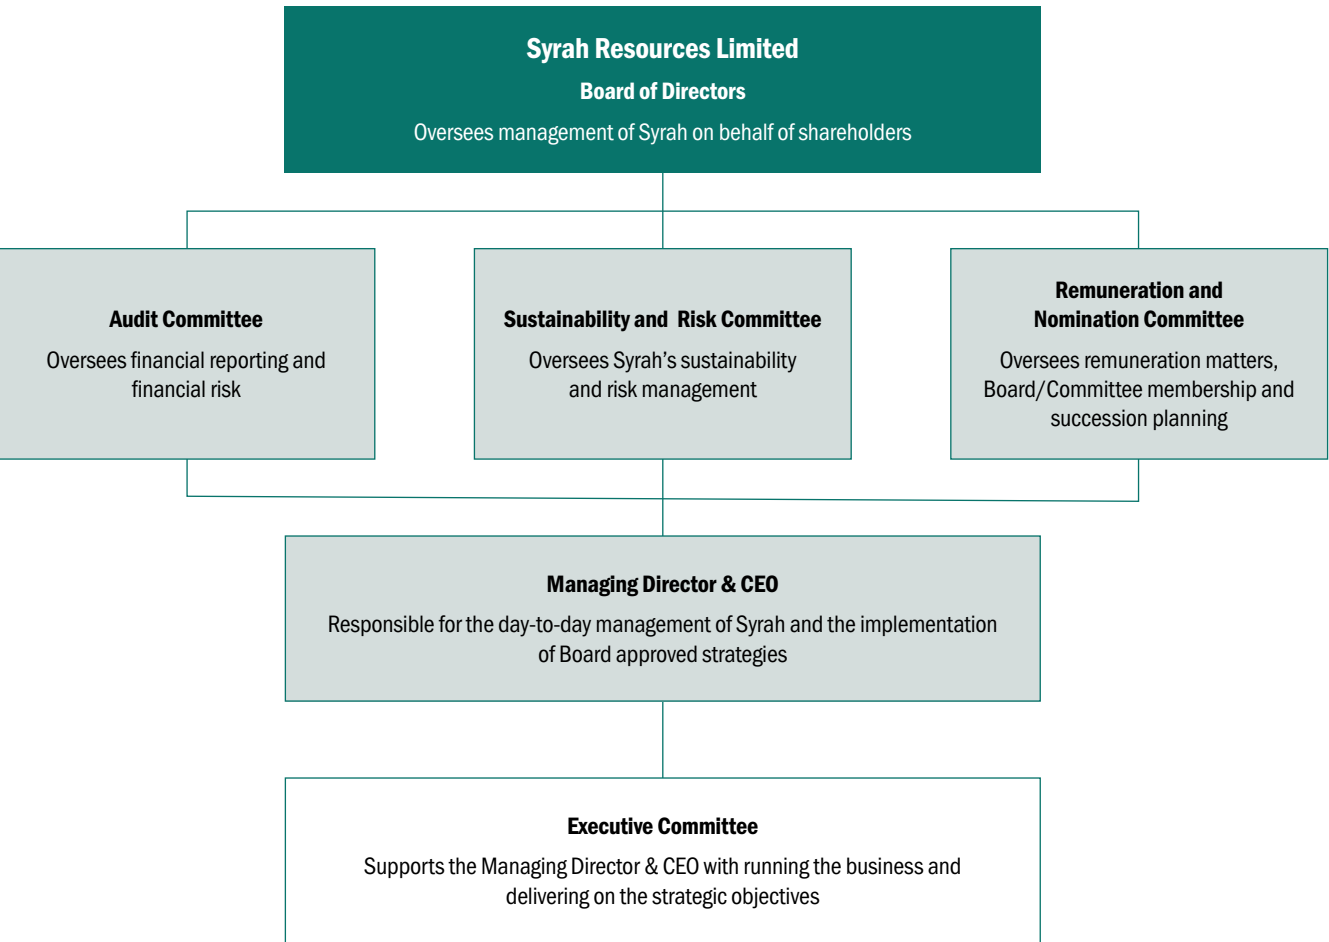 Syrah Resources Limited
Board of Directors
Oversees management of Syrah on behalf of shareholders
Audit Committee
Oversees financial reporting and
financial risk
Sustainability and Risk Committee
Oversees Syrah's sustainability
and risk management
Remuneration and
Nomination Committee
Oversees remuneration matters,
Board/Committee membership and
succession planning
Managing Director & CEO
Responsible for the day-to-day management of Syrah and the implementation
of Board approved strategies
Executive Committee
Supports the Managing Director & CEO with running the business and
delivering on the strategic objectives